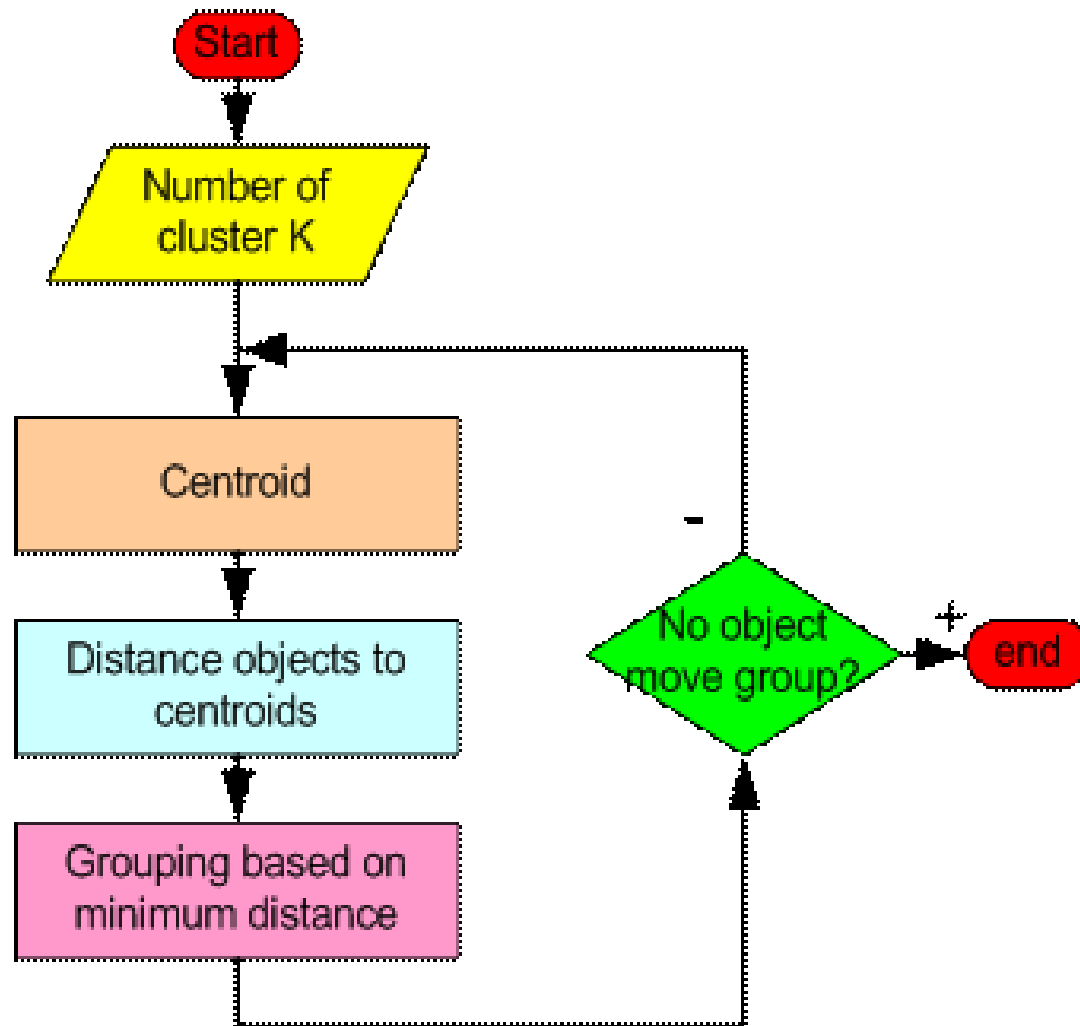 Start
Number of
cluster K
Centroid
Distance objects to
centroids
Grouping based on
minimum distance
-
No object
move group?
+
end